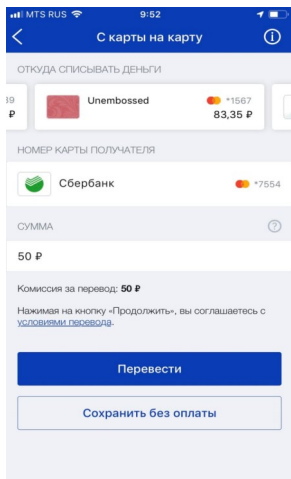 MTS RUS 9:52
С карты на карту
ОТКУДА СПИСЫВАТЬ ДЕНЬГИ
Unembossed *1567
39
₽
83,35 ₽
НОМЕР КАРТЫ ПОЛУЧАТЕЛЯ
Сбербанк *7554
СУММА ?
50 ₽
Комиссия за перевод: 50 ₽
Нажимая на кнопку «Продолжить», вы соглашаетесь с
условиями перевода.
Перевести
Сохранить без оплаты